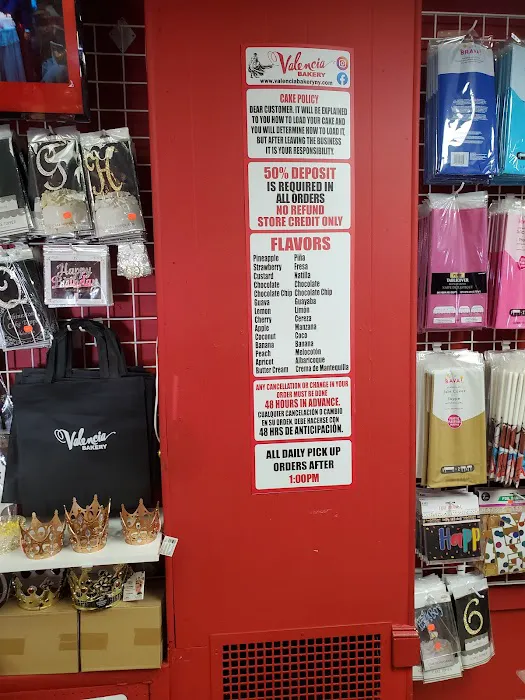 Valencia
BAKERY
www.valenciabakeryny.com
CAKE POLICY
DEAR CUSTOMER. IT WILL BE EXPLAINED
TO YOU HOW TO LOAD YOUR CAKE AND
YOU WILL DETERMINE HOW TO LOAD IT,
BUT AFTER LEAVING THE BUSINESS
IT IS YOUR RESPONSIBILITY.
50% DEPOSIT
IS REQUIRED IN
ALL ORDERS
NO REFUND
STORE CREDIT ONLY
FLAVORS
Pineapple Piña
Strawberry Fresa
Custard Natilla
Chocolate Chocolate
Chocolate Chip Chocolate Chip
Guava Guayaba
Lemon Limon
Cherry Cereza
Apple Manzana
Coconut Coco
Banana Banana
Peach Melocotón
Apricot Albaricoque
Butter Cream Crema de Mantequilla
ANY CANCELLATION OR CHANGE IN YOUR
ORDER MUST BE DONE
48 HOURS IN ADVANCE.
CUALQUIER CANCELACIÓN O CAMBIO
EN SU ORDEN, DEBE HACERSE CON
48 HRS DE ANTICIPACIÓN.
ALL DAILY PICK UP
ORDERS AFTER
1:00PM
G
H
Happy
Birthday
Valencia
BAKERY
BRAVA!
TABLECOVER
BRAVA!
HAPP
6